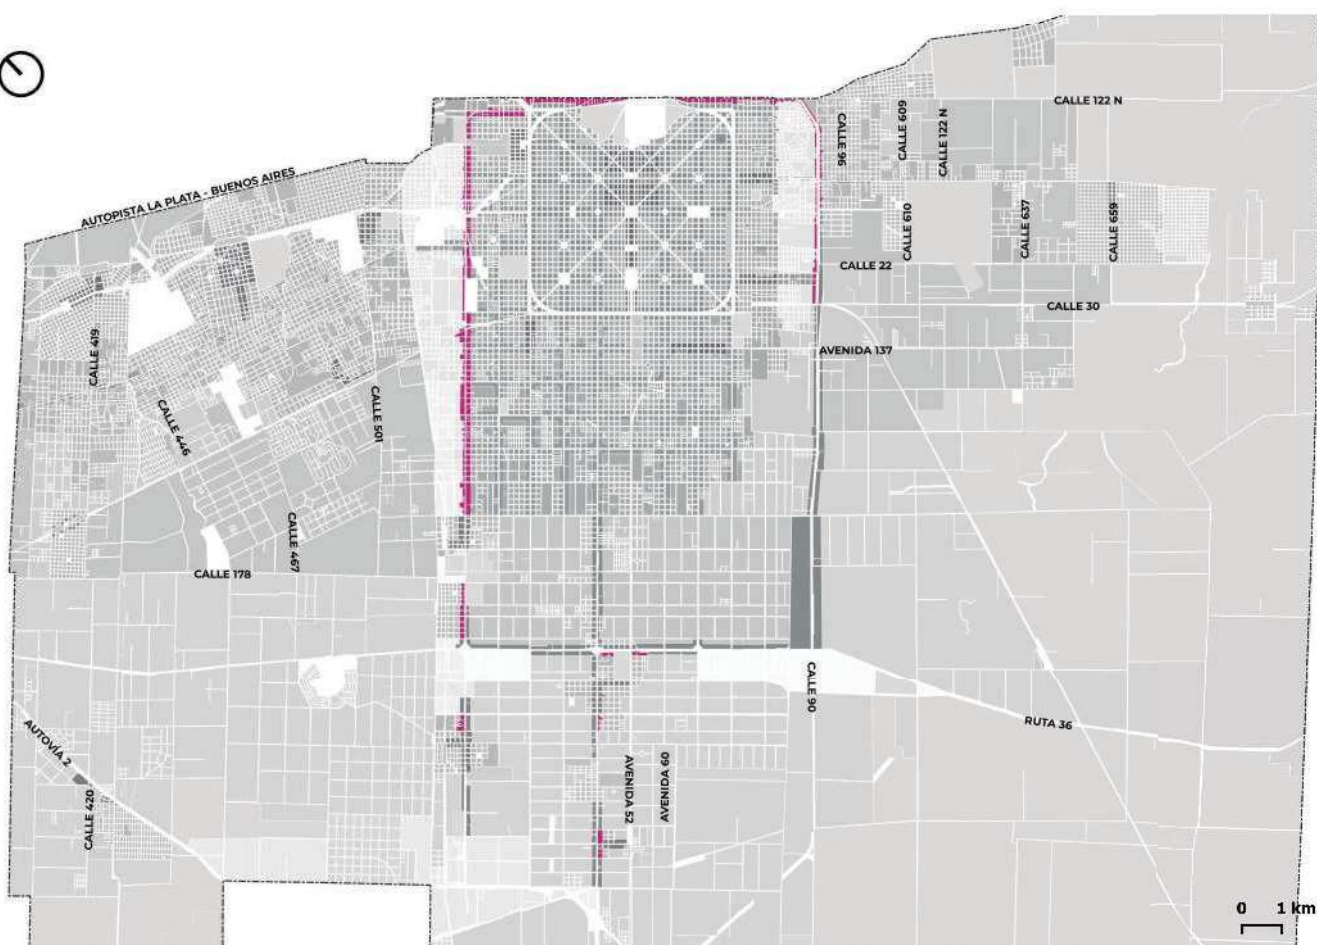 CALLE 122 N
CALLE 96
CALLE 609
CALLE 122 N
AUTOPISTA LA PLATA - BUENOS AIRES
CALLE 610
CALLE 637
CALLE 659
CALLE 22
CALLE 30
CALLE 419
AVENIDA 137
CALLE 446
CALLE 501
CALLE 467
CALLE 178
CALLE 90
RUTA 36
AUTOVÍA 2
AVENIDA 52
AVENIDA 60
CALLE 420
0 1 km